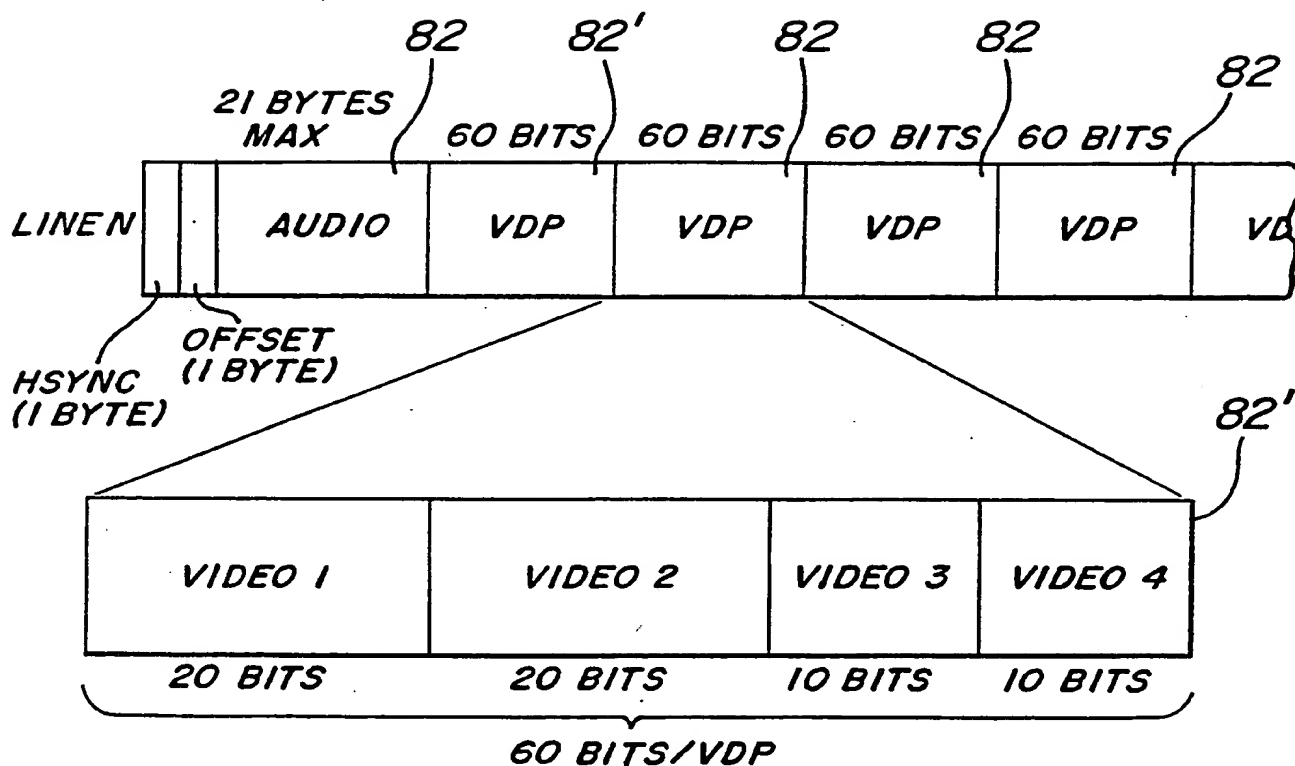 82 82' 82 82 82
21 BYTES
MAX 60 BITS 60 BITS 60 BITS 60 BITS
LINE N AUDIO VDP VDP VDP VDP VD
OFFSET
(1 BYTE)
HSYNC
(1 BYTE)
82'
VIDEO 1 VIDEO 2 VIDEO 3 VIDEO 4
20 BITS 20 BITS 10 BITS 10 BITS
60 BITS/VDP